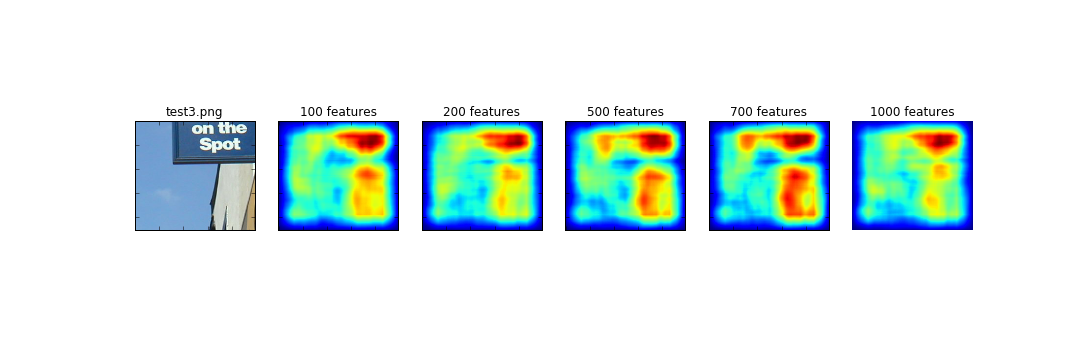 test3.png
100 features
200 features
500 features
700 features
1000 features
on the
Spot